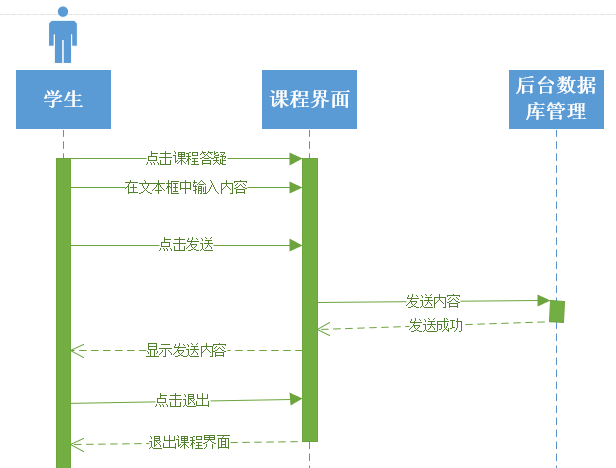 学生
课程界面
后台数据
库管理
点击课程答疑
在文本框中输入内容
点击发送
发送内容
发送成功
显示发送内容
点击退出
退出课程界面